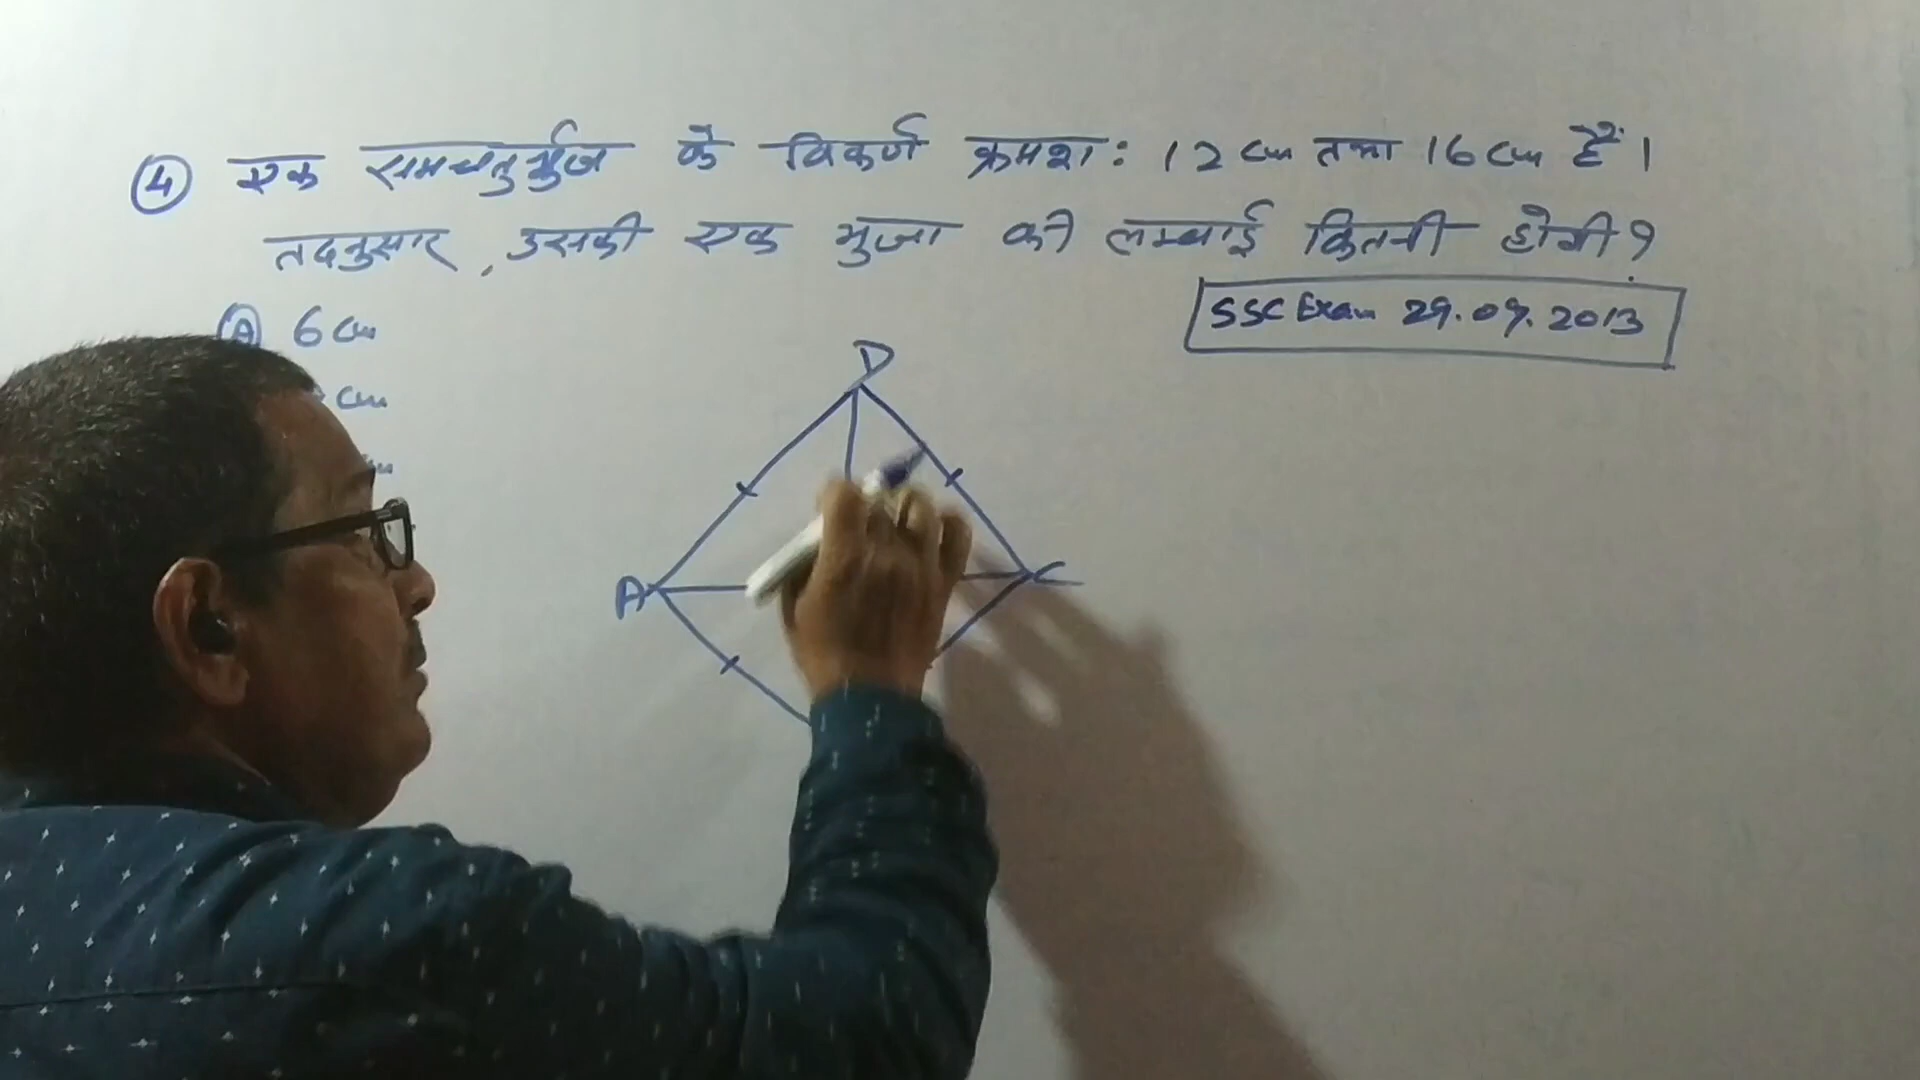 ④ एक समचतुर्भुज के विकर्ण क्रमशः 12 cm तथा 16 cm हैं।
तदनुसार, उसकी एक भुजा की लम्बाई कितनी होगी?
SSC Exam 29.09.2013
Ⓐ 6 cm
cm
D
A
C